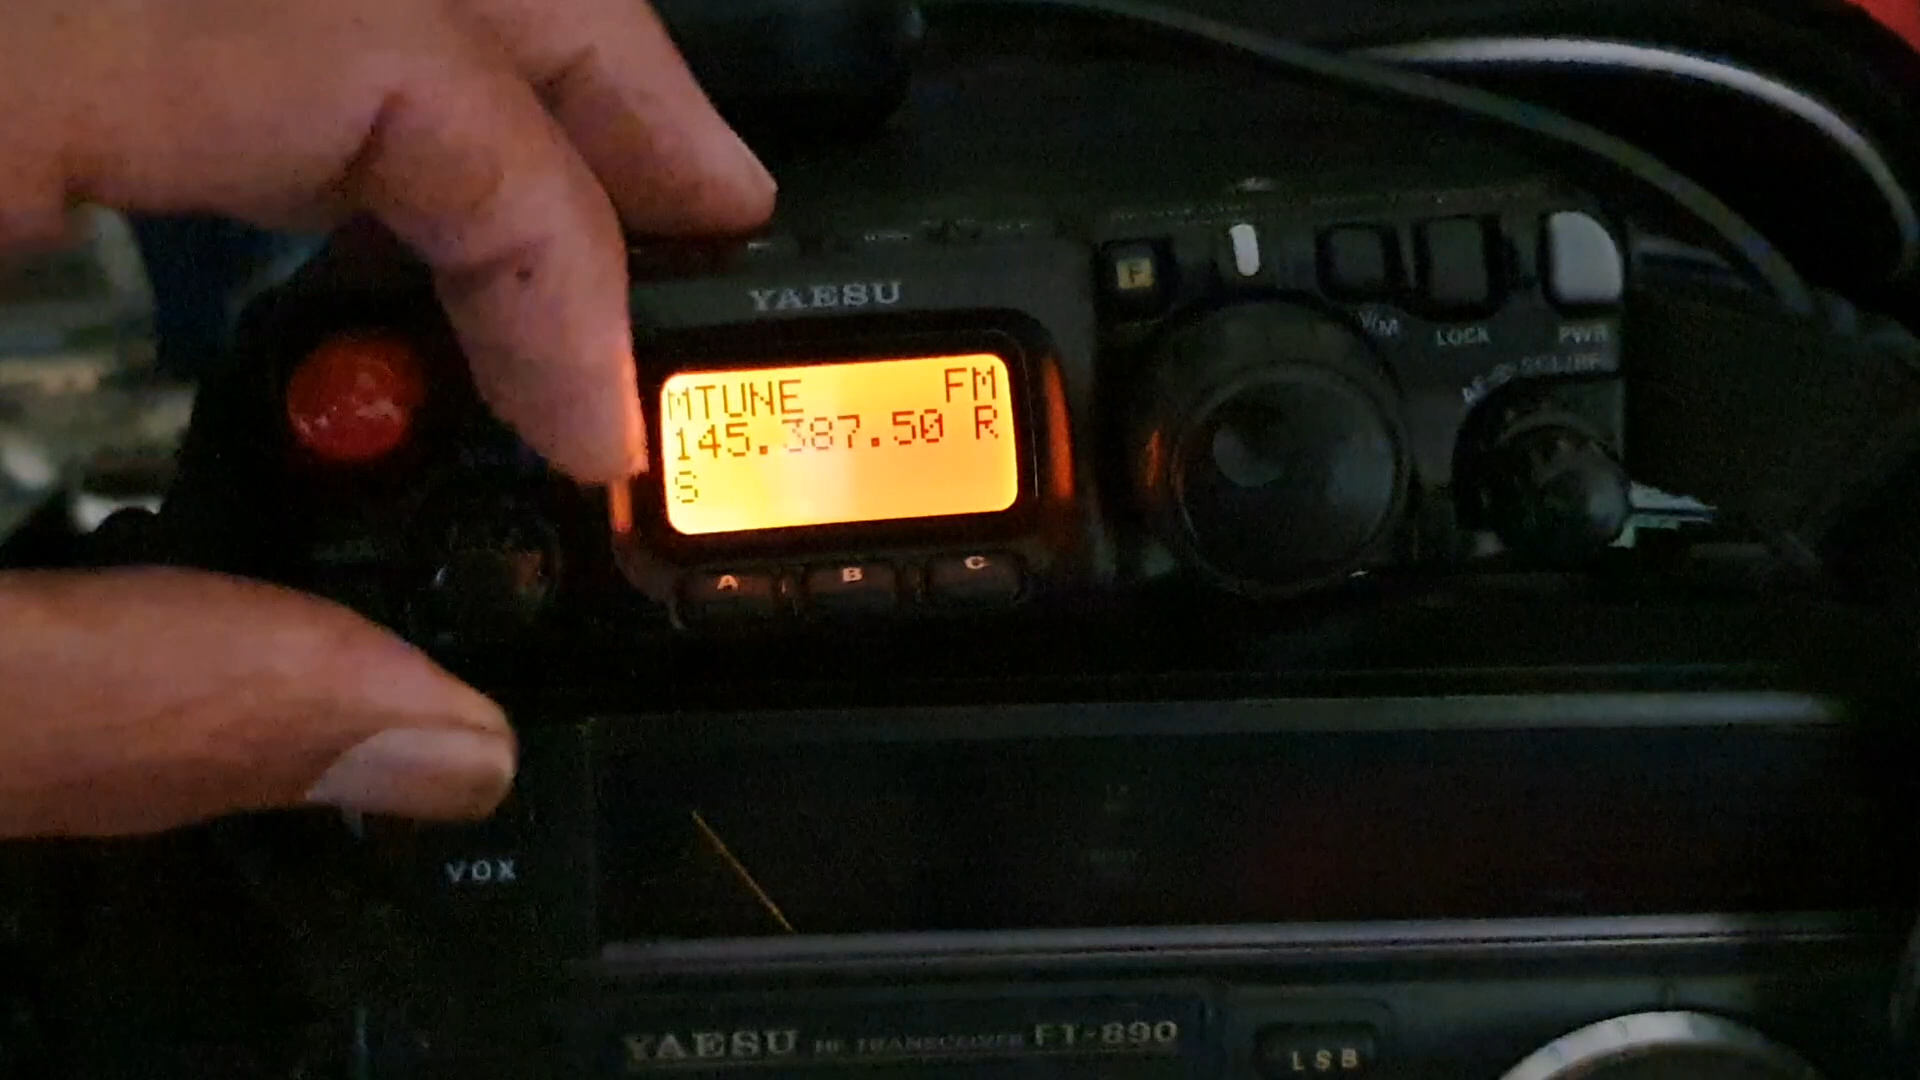 YAESU
F
V/M
LOCK
PWR
MTUNE FM
145.387.50 R
S
A B C
VOX
YAESU HF TRANSCEIVER FT-890
LSB